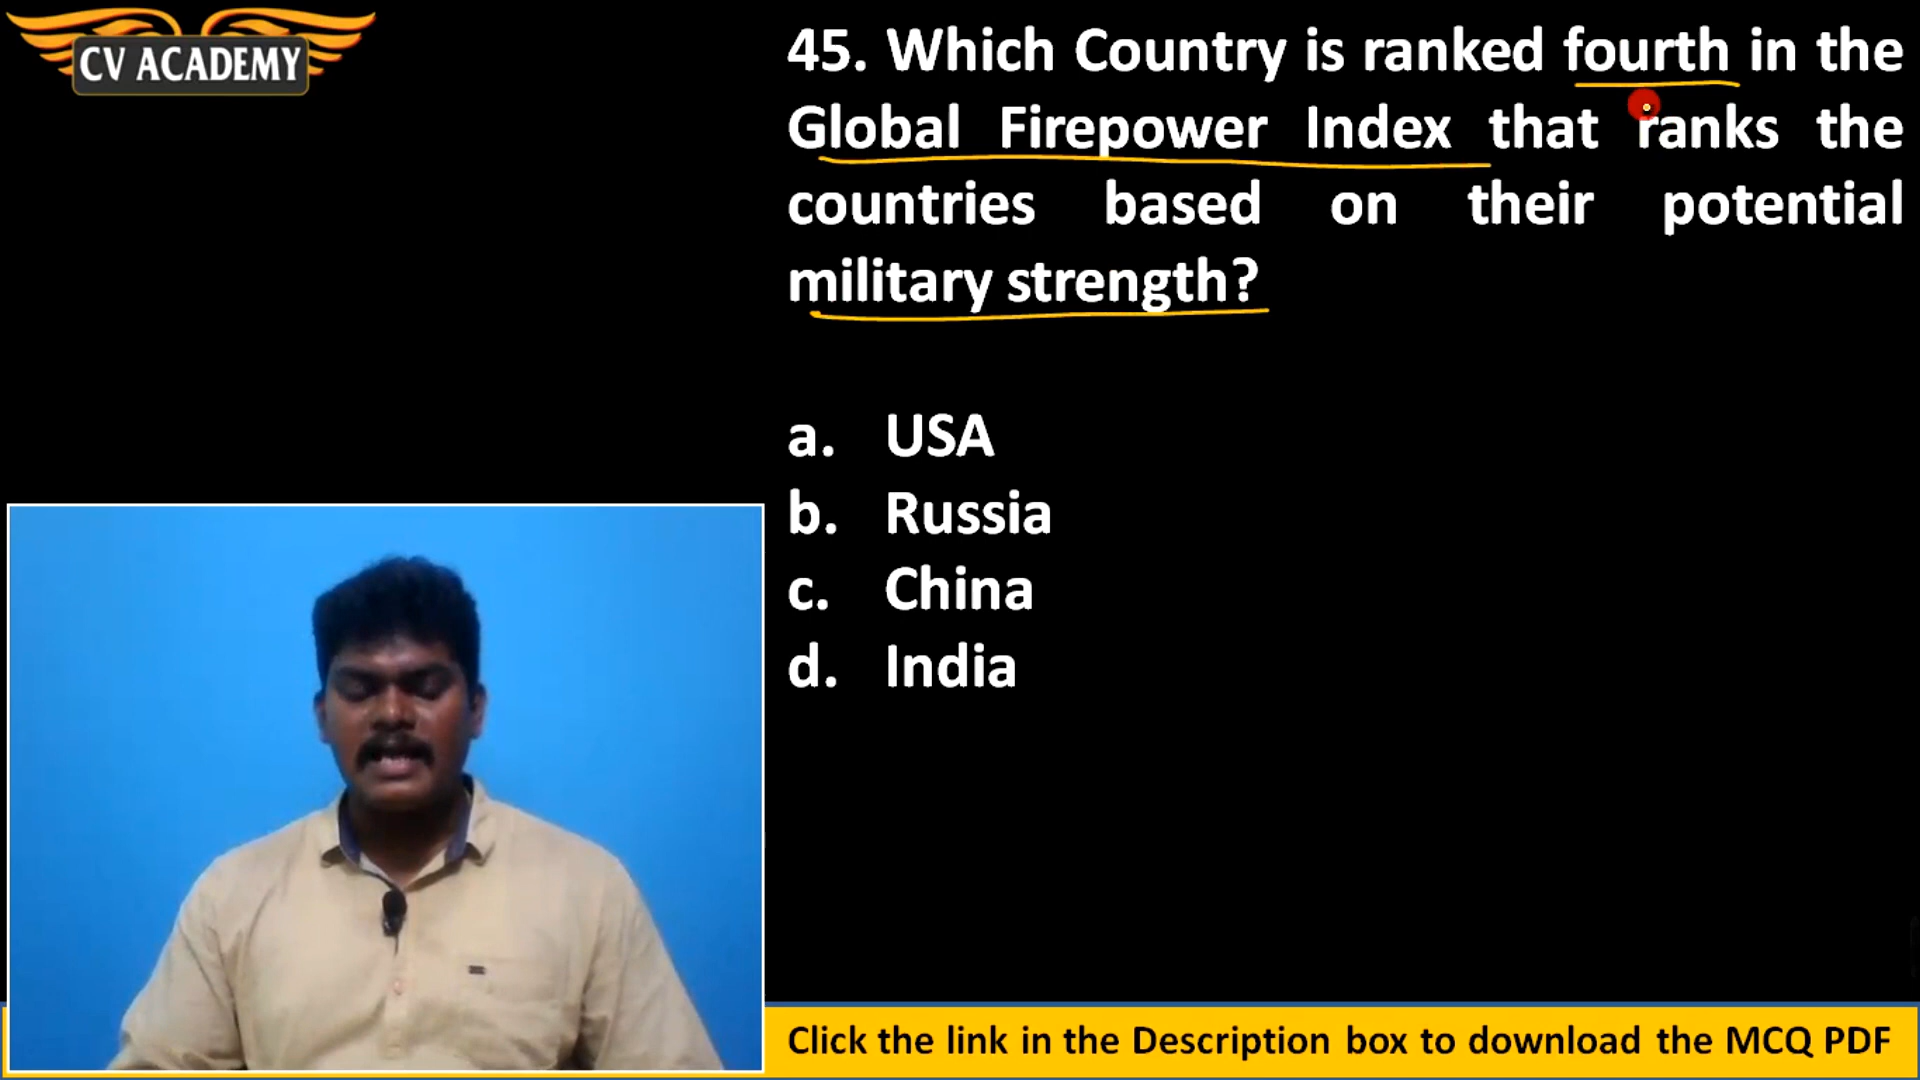 CV ACADEMY
45. Which Country is ranked fourth in the
Global Firepower Index that ranks the
countries based on their potential
military strength?
a. USA
b. Russia
c. China
d. India
Click the link in the Description box to download the MCQ PDF